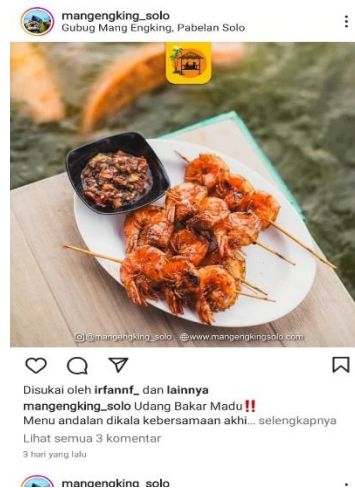 mangengking_solo
Gubug Mang Engking, Pabelan Solo
@mangengking_solo www.mangengkingsolo.com
Disukai oleh irfannf_ dan lainnya
mangengking_solo Udang Bakar Madu‼️
Menu andalan dikala kebersamaan akhi... selengkapnya
Lihat semua 3 komentar
3 hari yang lalu
mangengking_solo